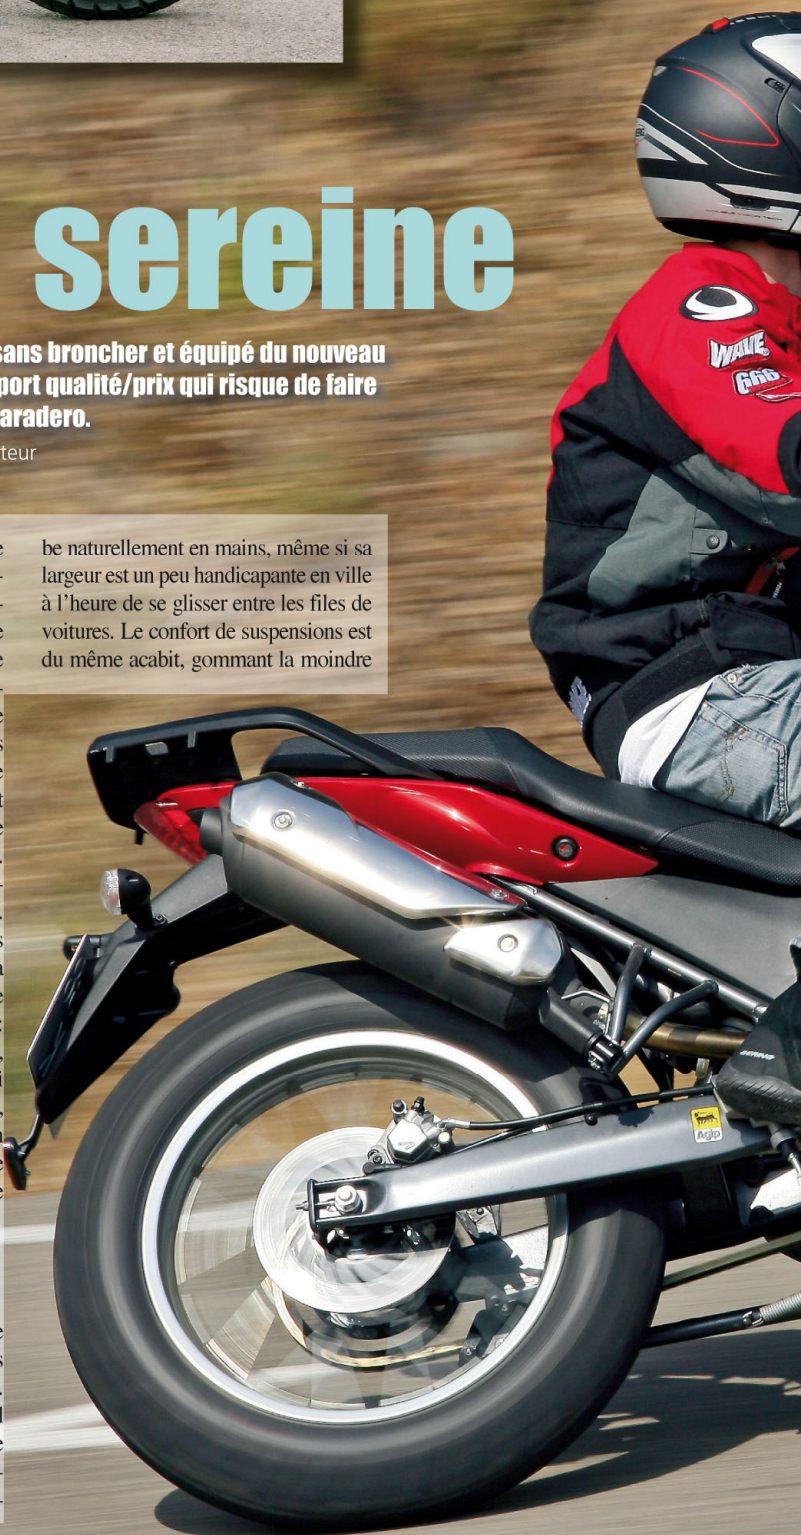 sereine
sans broncher et équipé du nouveau
port qualité/prix qui risque de faire
aradero.
teur
be naturellement en mains, même si sa
largeur est un peu handicapante en ville
à l'heure de se glisser entre les files de
voitures. Le confort de suspensions est
du même acabit, gommant la moindre
WAVE
666
BERING
Agip